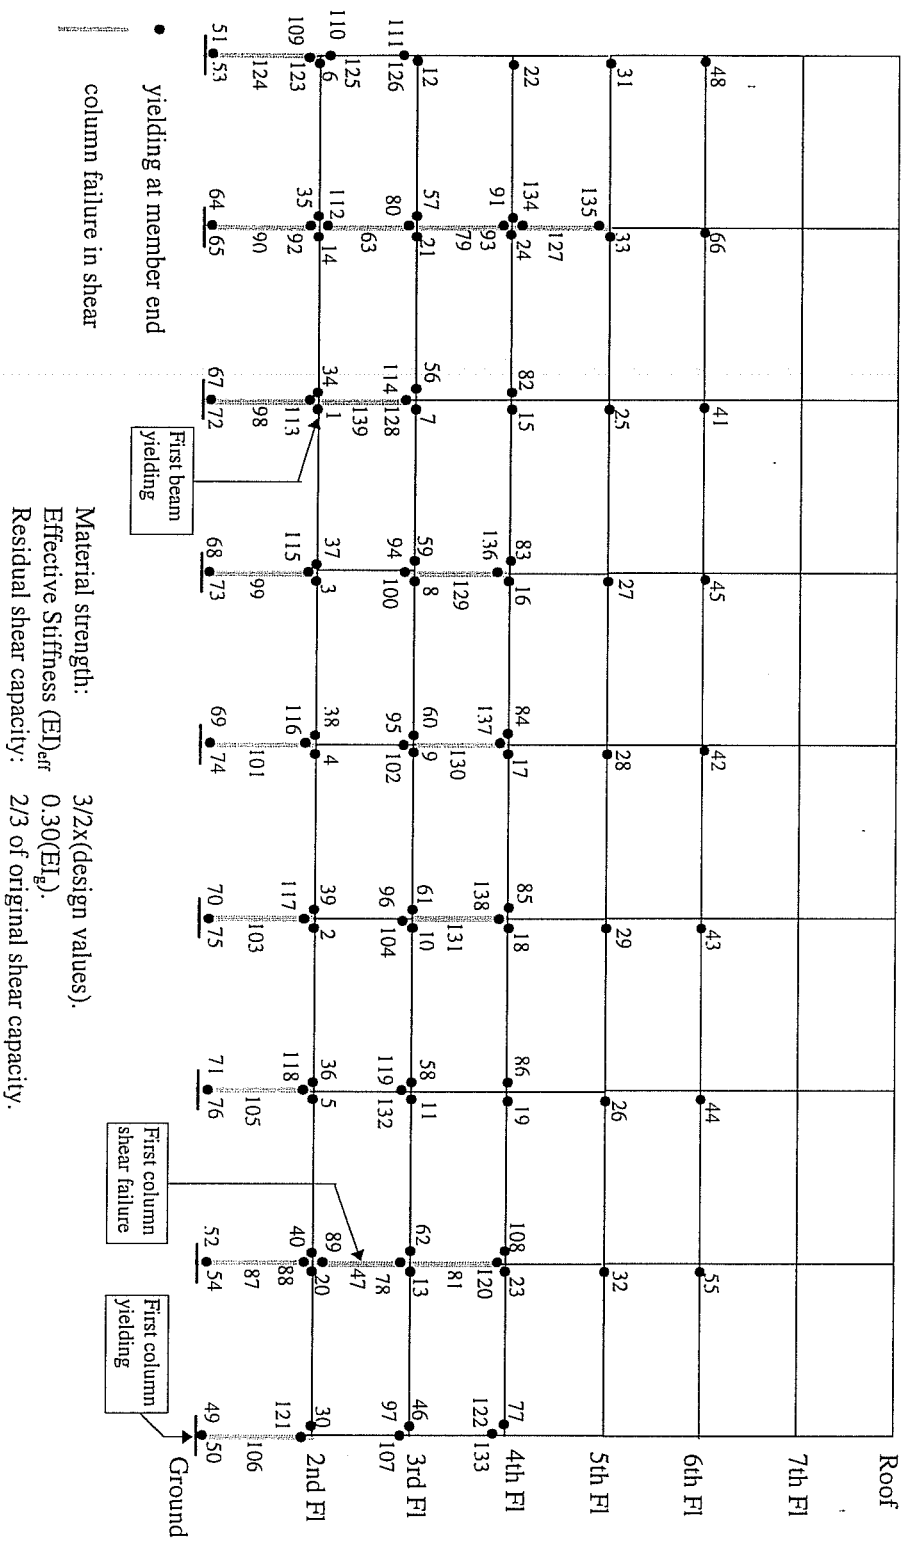 Roof
7th Fl
48 66 41 45 42 43 44 55 6th Fl
31 33 25 27 28 29 26 32 5th Fl
135
127
22 134 24 82 15 83 16 84 17 85 18 86 19 108 23 77 4th Fl
91 93 136 137 138 120 122 133
79 129 130 131 81
12 57 21 56 7 59 8 60 9 61 10 58 11 62 13 46 3rd Fl
111 126 80 114 128 94 100 95 102 96 104 119 132 78 97 107
63 139 47
110 125 112 89
6 14 34 1 37 3 38 4 39 2 36 5 20 30 2nd Fl
109 123 35 92 113 115 116 117 118 40 88 121
124 90 98 99 101 103 105 87 106
51 53 64 65 67 72 68 73 69 74 70 75 71 76 52 54 49 50 Ground
First beam
yielding
First column
shear failure
First column
yielding
yielding at member end
column failure in shear
Material strength: 3/2x(design values).
Effective Stiffness (EI)eff 0.30(EIg).
Residual shear capacity: 2/3 of original shear capacity.